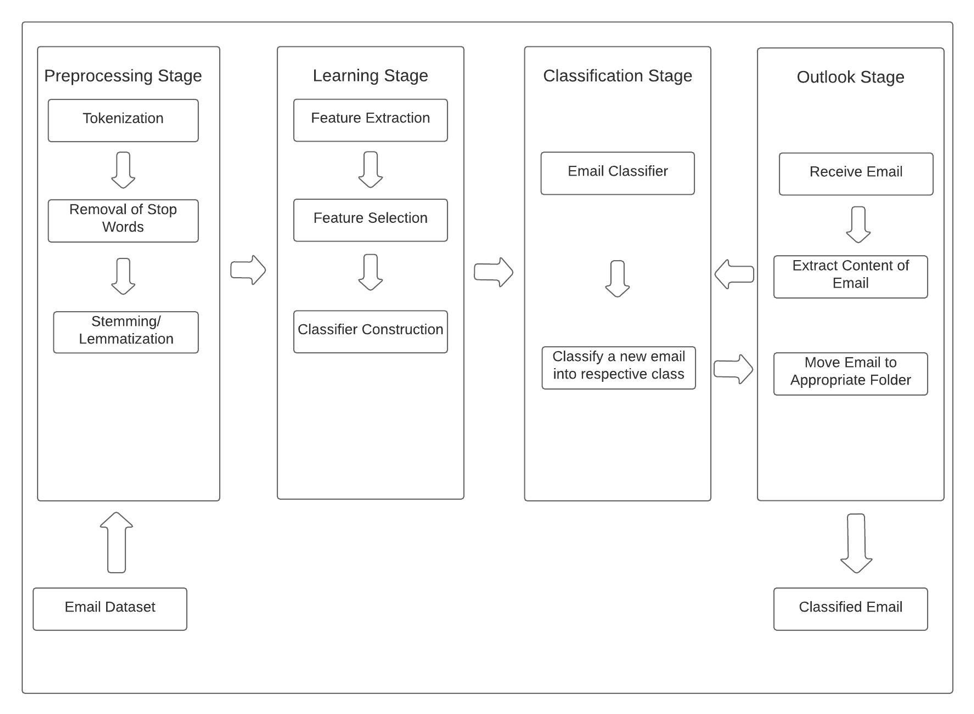 Preprocessing Stage
Tokenization
Removal of Stop
Words
Stemming/
Lemmatization
Email Dataset
Learning Stage
Feature Extraction
Feature Selection
Classifier Construction
Classification Stage
Email Classifier
Classify a new email
into respective class
Outlook Stage
Receive Email
Extract Content of
Email
Move Email to
Appropriate Folder
Classified Email